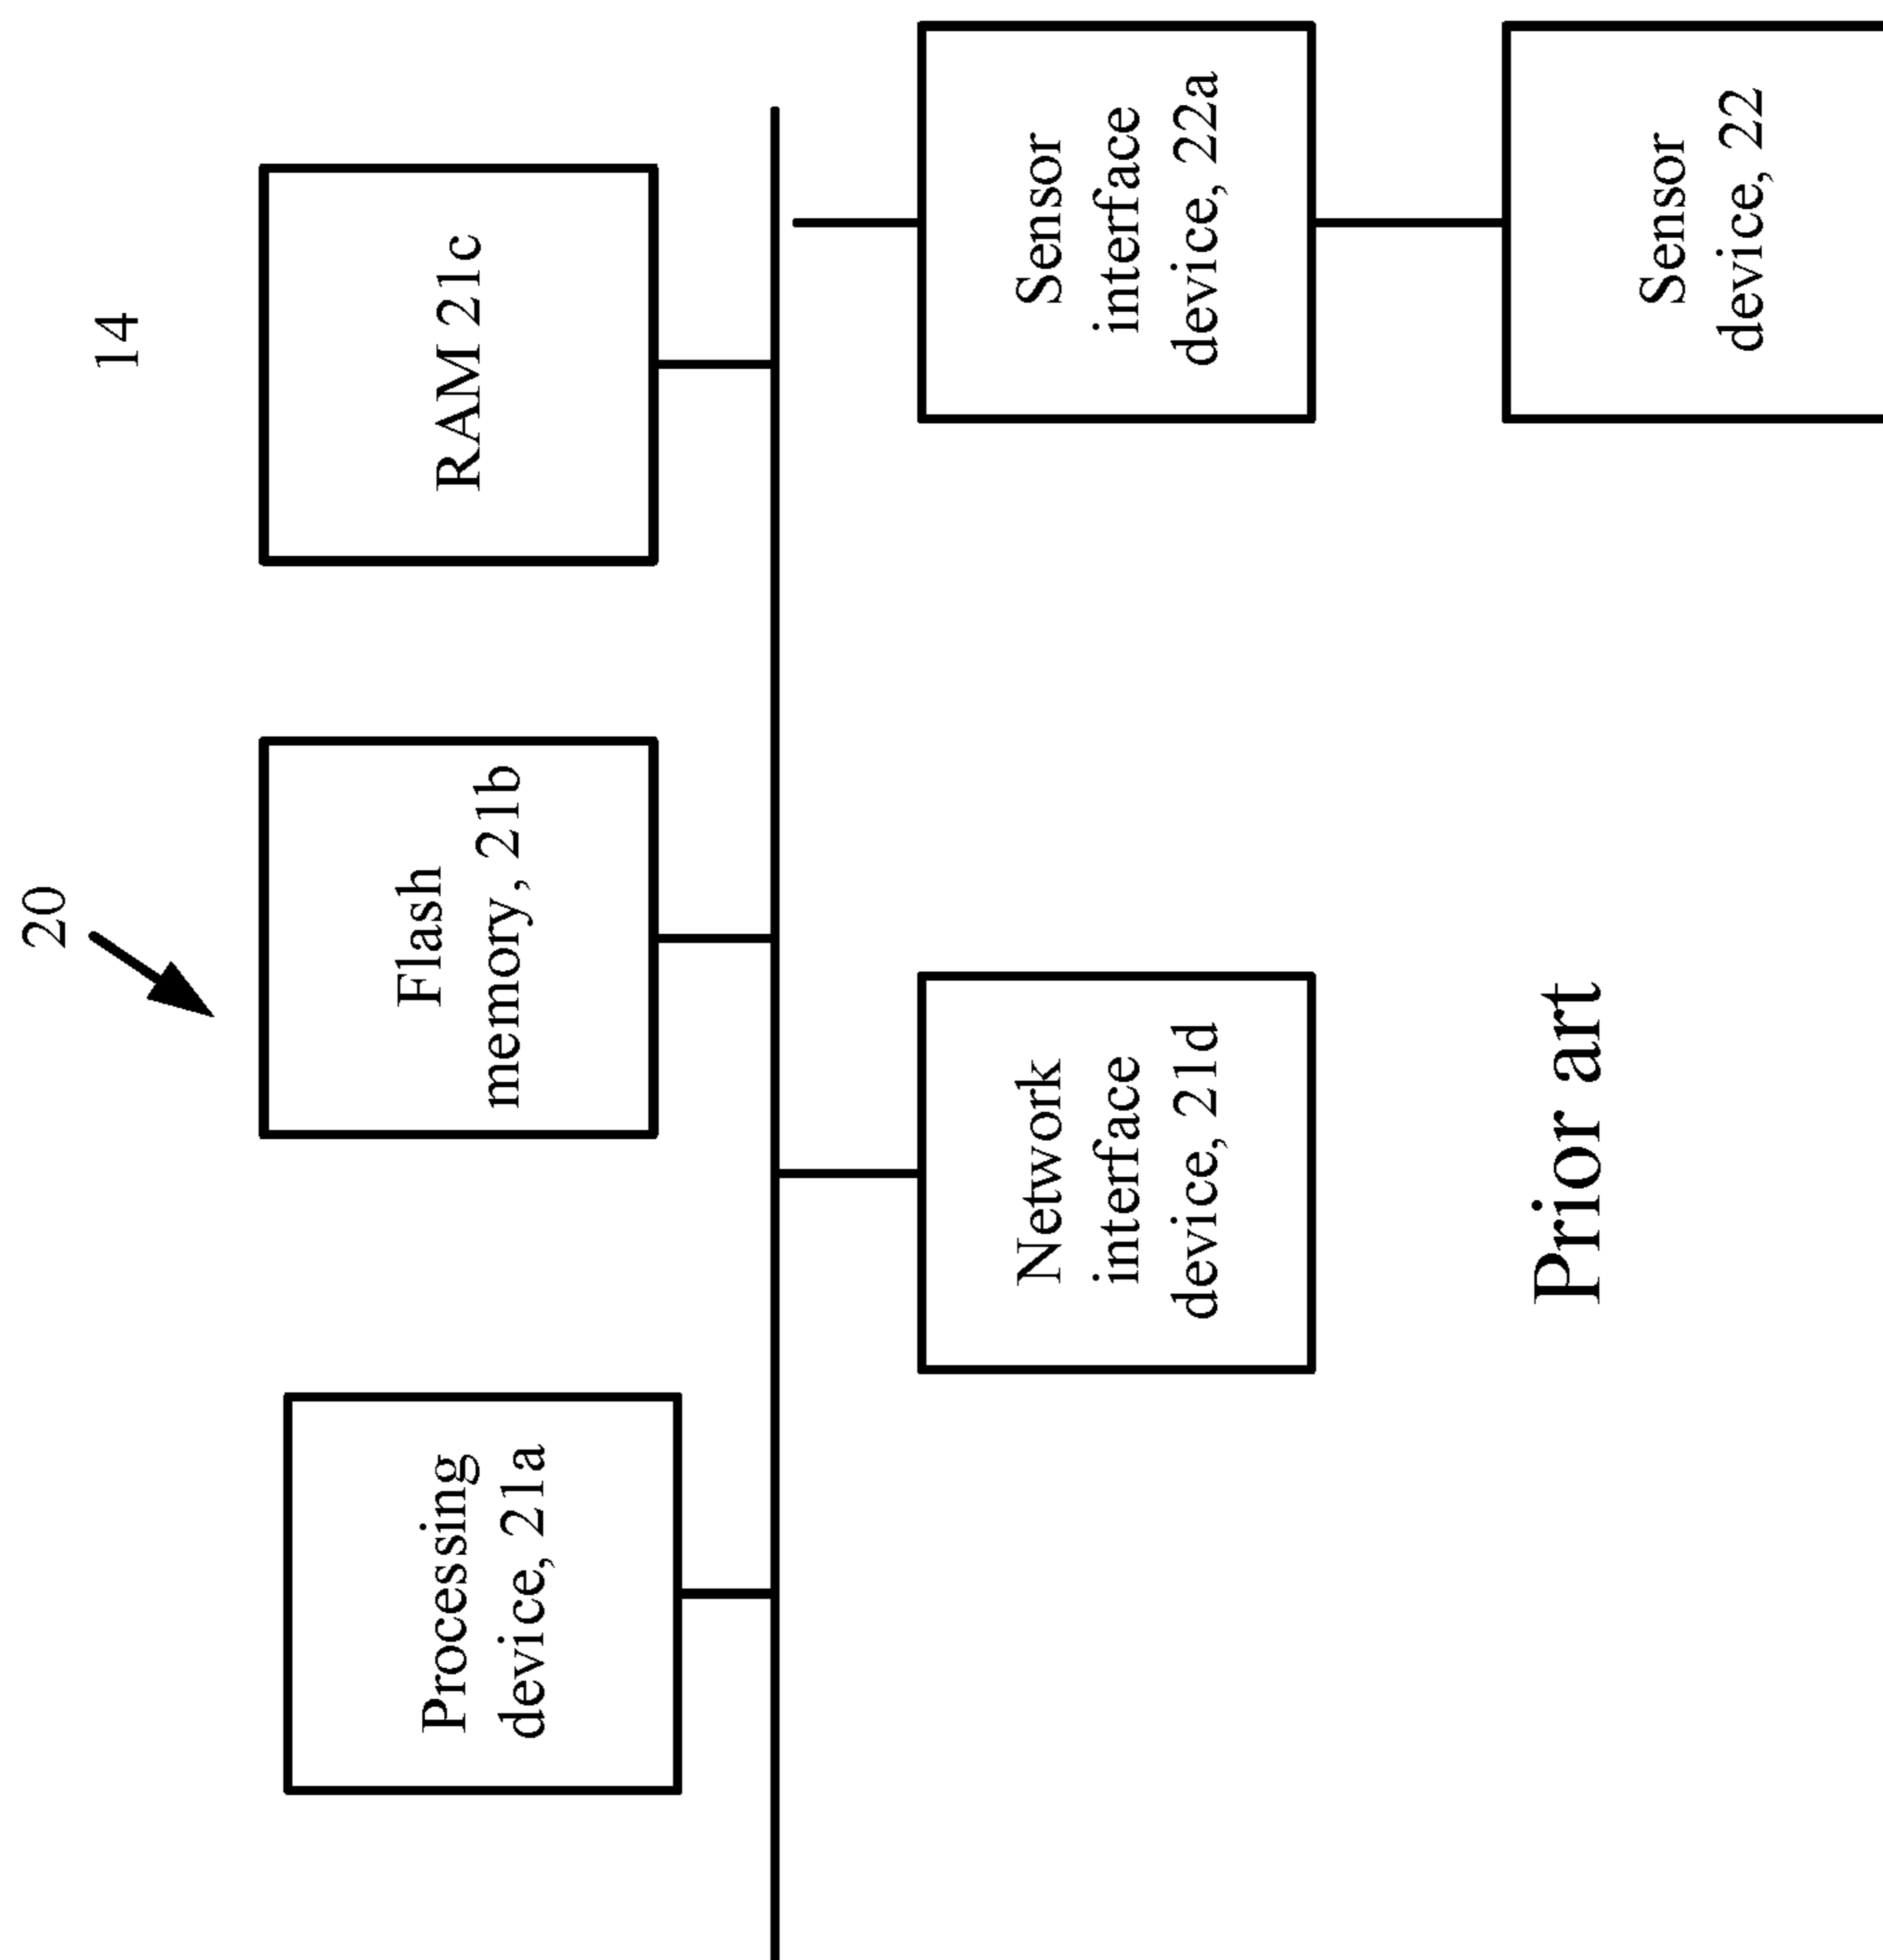 20
14
Processing
device, 21a
Flash
memory, 21b
RAM 21c
Network
interface
device, 21d
Sensor
interface
device, 22a
Prior art
Sensor
device, 22